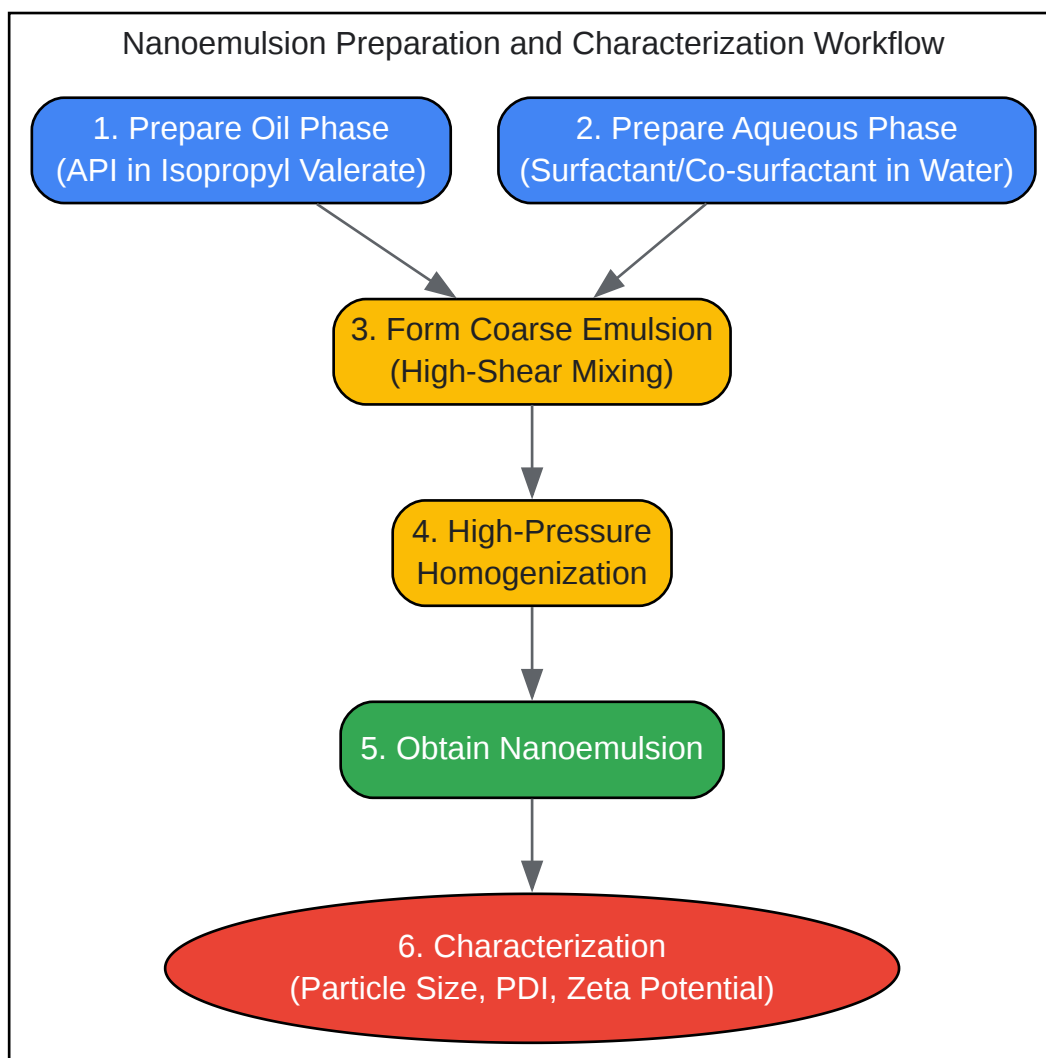 Nanoemulsion Preparation and Characterization Workflow
1. Prepare Oil Phase
(API in Isopropyl Valerate)
2. Prepare Aqueous Phase
(Surfactant/Co-surfactant in Water)
3. Form Coarse Emulsion
(High-Shear Mixing)
4. High-Pressure
Homogenization
5. Obtain Nanoemulsion
6. Characterization
(Particle Size, PDI, Zeta Potential)